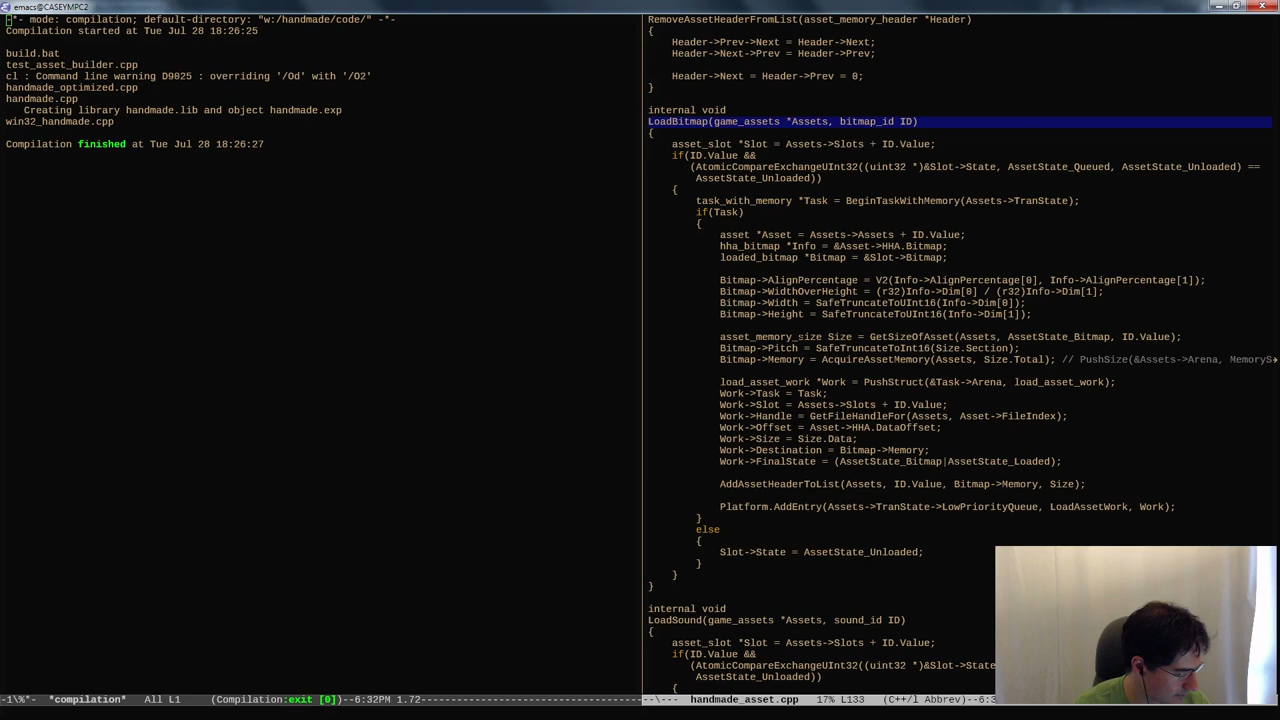 emacs@CASEYMPC2
-*- mode: compilation; default-directory: "w:/handmade/code/" -*-
Compilation started at Tue Jul 28 18:26:25
build.bat
test_asset_builder.cpp
cl : Command line warning D9025 : overriding '/Od' with '/O2'
handmade_optimized.cpp
handmade.cpp
Creating library handmade.lib and object handmade.exp
win32_handmade.cpp
Compilation finished at Tue Jul 28 18:26:27
-1\%*-  *compilation*   All L1     (Compilation:exit [0])--6:32PM 1.72
RemoveAssetHeaderFromList(asset_memory_header *Header)
{
Header->Prev->Next = Header->Next;
Header->Next->Prev = Header->Prev;
Header->Next = Header->Prev = 0;
}
internal void
LoadBitmap(game_assets *Assets, bitmap_id ID)
{
asset_slot *Slot = Assets->Slots + ID.Value;
if(ID.Value &&
(AtomicCompareExchangeUInt32((uint32 *)&Slot->State, AssetState_Queued, AssetState_Unloaded) ==
AssetState_Unloaded))
{
task_with_memory *Task = BeginTaskWithMemory(Assets->TranState);
if(Task)
{
asset *Asset = Assets->Assets + ID.Value;
hha_bitmap *Info = &Asset->HHA.Bitmap;
loaded_bitmap *Bitmap = &Slot->Bitmap;
Bitmap->AlignPercentage = V2(Info->AlignPercentage[0], Info->AlignPercentage[1]);
Bitmap->WidthOverHeight = (r32)Info->Dim[0] / (r32)Info->Dim[1];
Bitmap->Width = SafeTruncateToUInt16(Info->Dim[0]);
Bitmap->Height = SafeTruncateToUInt16(Info->Dim[1]);
asset_memory_size Size = GetSizeOfAsset(Assets, AssetState_Bitmap, ID.Value);
Bitmap->Pitch = SafeTruncateToInt16(Size.Section);
Bitmap->Memory = AcquireAssetMemory(Assets, Size.Total); // PushSize(&Assets->Arena, MemoryS
load_asset_work *Work = PushStruct(&Task->Arena, load_asset_work);
Work->Task = Task;
Work->Slot = Assets->Slots + ID.Value;
Work->Handle = GetFileHandleFor(Assets, Asset->FileIndex);
Work->Offset = Asset->HHA.DataOffset;
Work->Size = Size.Data;
Work->Destination = Bitmap->Memory;
Work->FinalState = (AssetState_Bitmap|AssetState_Loaded);
AddAssetHeaderToList(Assets, ID.Value, Bitmap->Memory, Size);
Platform.AddEntry(Assets->TranState->LowPriorityQueue, LoadAssetWork, Work);
}
else
{
Slot->State = AssetState_Unloaded;
}
}
}
internal void
LoadSound(game_assets *Assets, sound_id ID)
{
asset_slot *Slot = Assets->Slots + ID.Value;
if(ID.Value &&
(AtomicCompareExchangeUInt32((uint32 *)&Slot->State
AssetState_Unloaded))
{
--\---  handmade_asset.cpp   17% L133   (C++/l Abbrev)--6:3